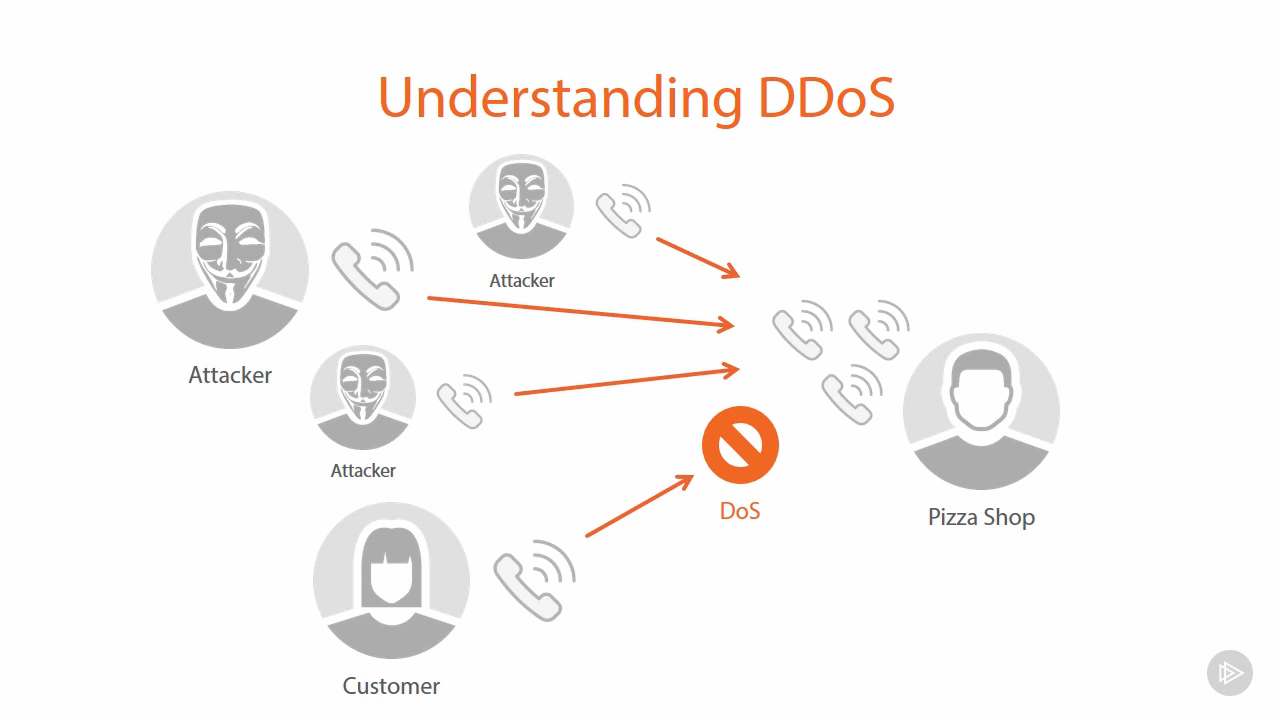 Understanding DDoS
Attacker
Attacker
Attacker
DoS
Pizza Shop
Customer